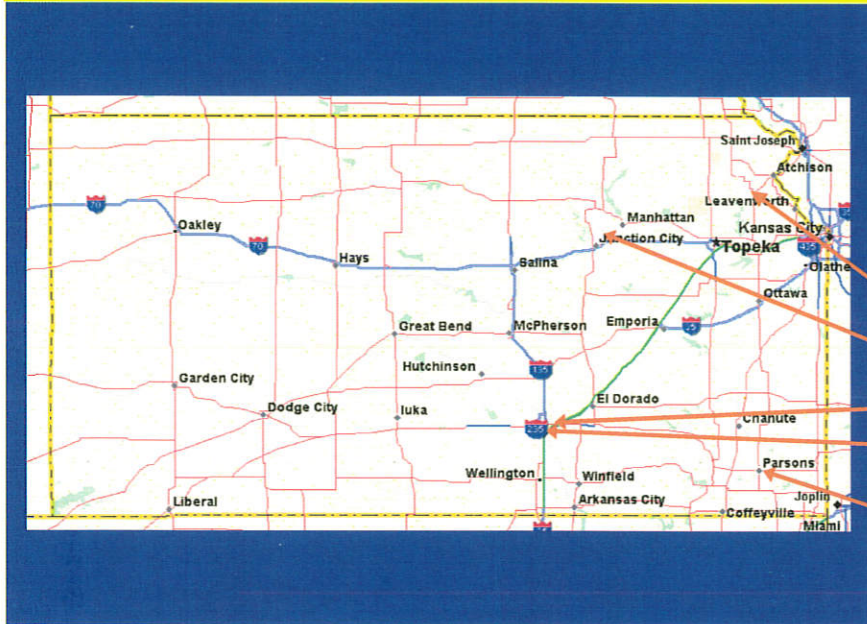 Saint Joseph
Atchison
Leavenworth
Manhattan
Kansas City
70
Oakley
70
Junction City
Topeka
435
Hays
Salina
Olathe
Ottawa
Great Bend
McPherson
Emporia
Hutchinson
135
Garden City
El Dorado
Dodge City
Iuka
235
Chanute
Parsons
Wellington
Winfield
Liberal
Arkansas City
Joplin
Coffeyville
Miami